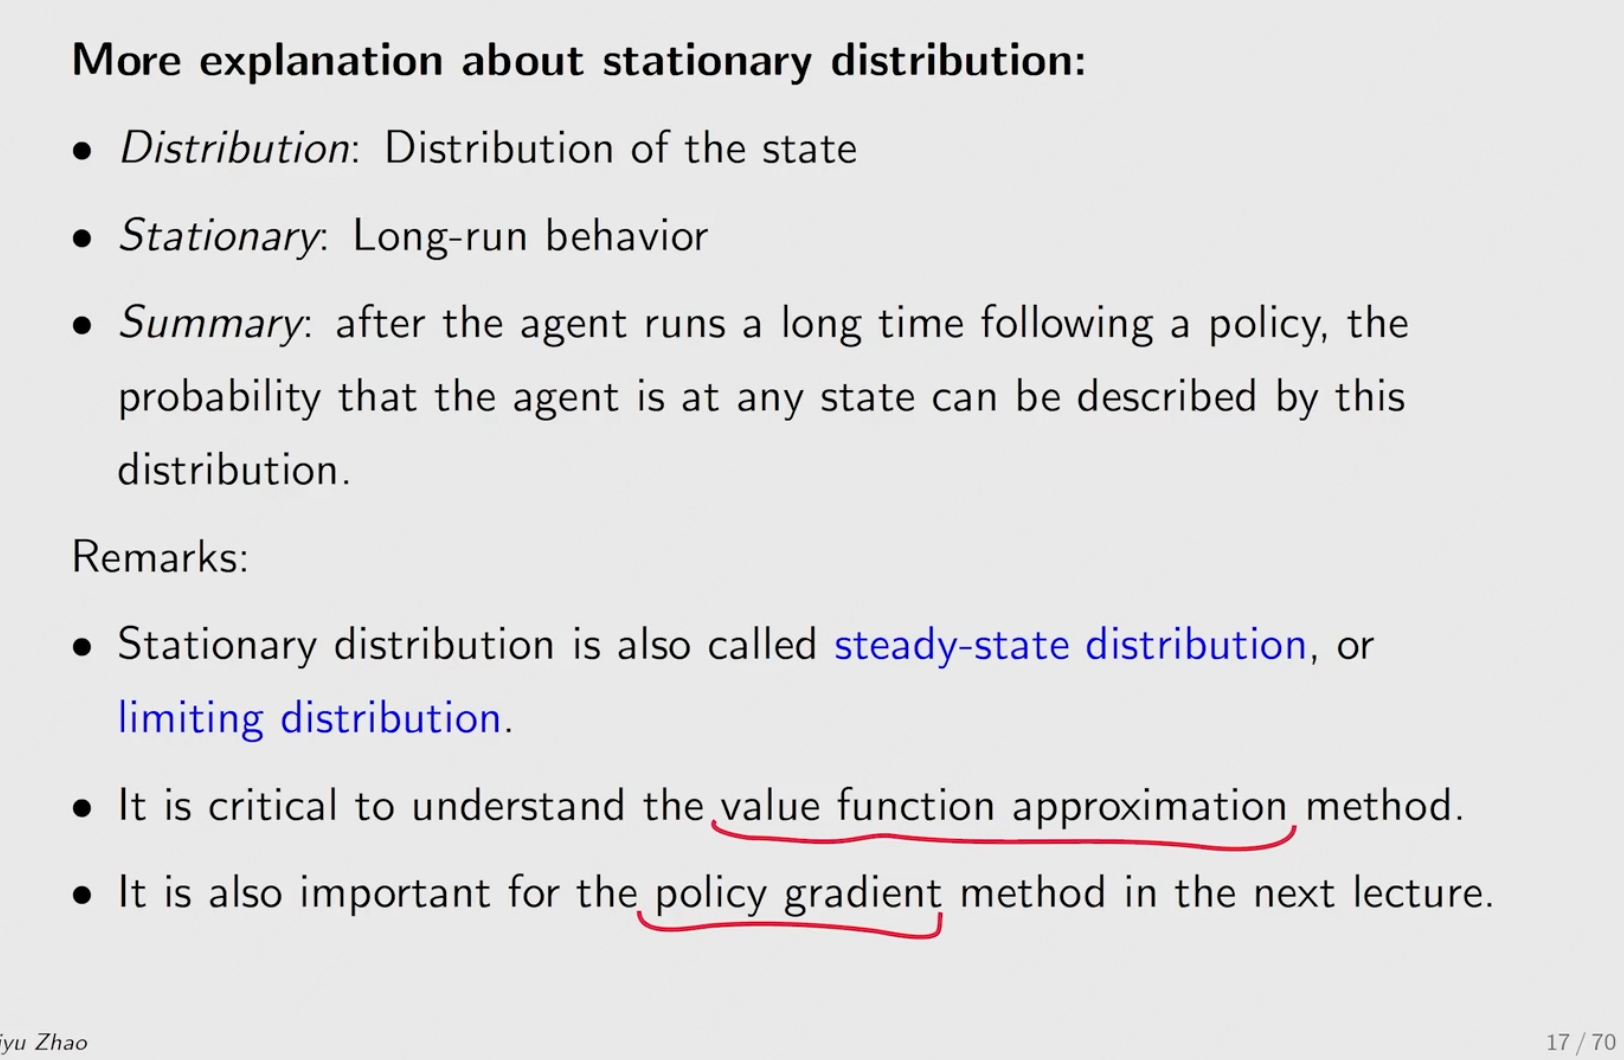 More explanation about stationary distribution:
• Distribution: Distribution of the state
• Stationary: Long-run behavior
• Summary: after the agent runs a long time following a policy, the
probability that the agent is at any state can be described by this
distribution.
Remarks:
• Stationary distribution is also called steady-state distribution, or
limiting distribution.
• It is critical to understand the value function approximation method.
• It is also important for the policy gradient method in the next lecture.
Zhao
17 / 70